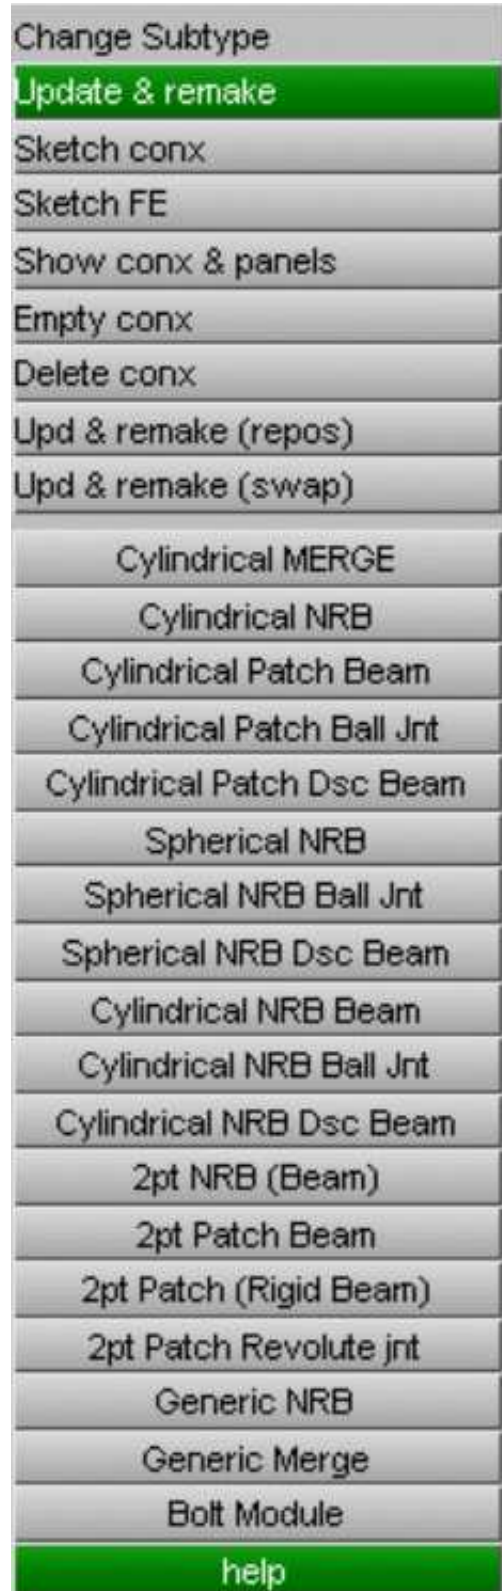 Change Subtype
Update & remake
Sketch conx
Sketch FE
Show conx & panels
Empty conx
Delete conx
Upd & remake (repos)
Upd & remake (swap)
Cylindrical MERGE
Cylindrical NRB
Cylindrical Patch Beam
Cylindrical Patch Ball Jnt
Cylindrical Patch Dsc Beam
Spherical NRB
Spherical NRB Ball Jnt
Spherical NRB Dsc Beam
Cylindrical NRB Beam
Cylindrical NRB Ball Jnt
Cylindrical NRB Dsc Beam
2pt NRB (Beam)
2pt Patch Beam
2pt Patch (Rigid Beam)
2pt Patch Revolute jnt
Generic NRB
Generic Merge
Bolt Module
help